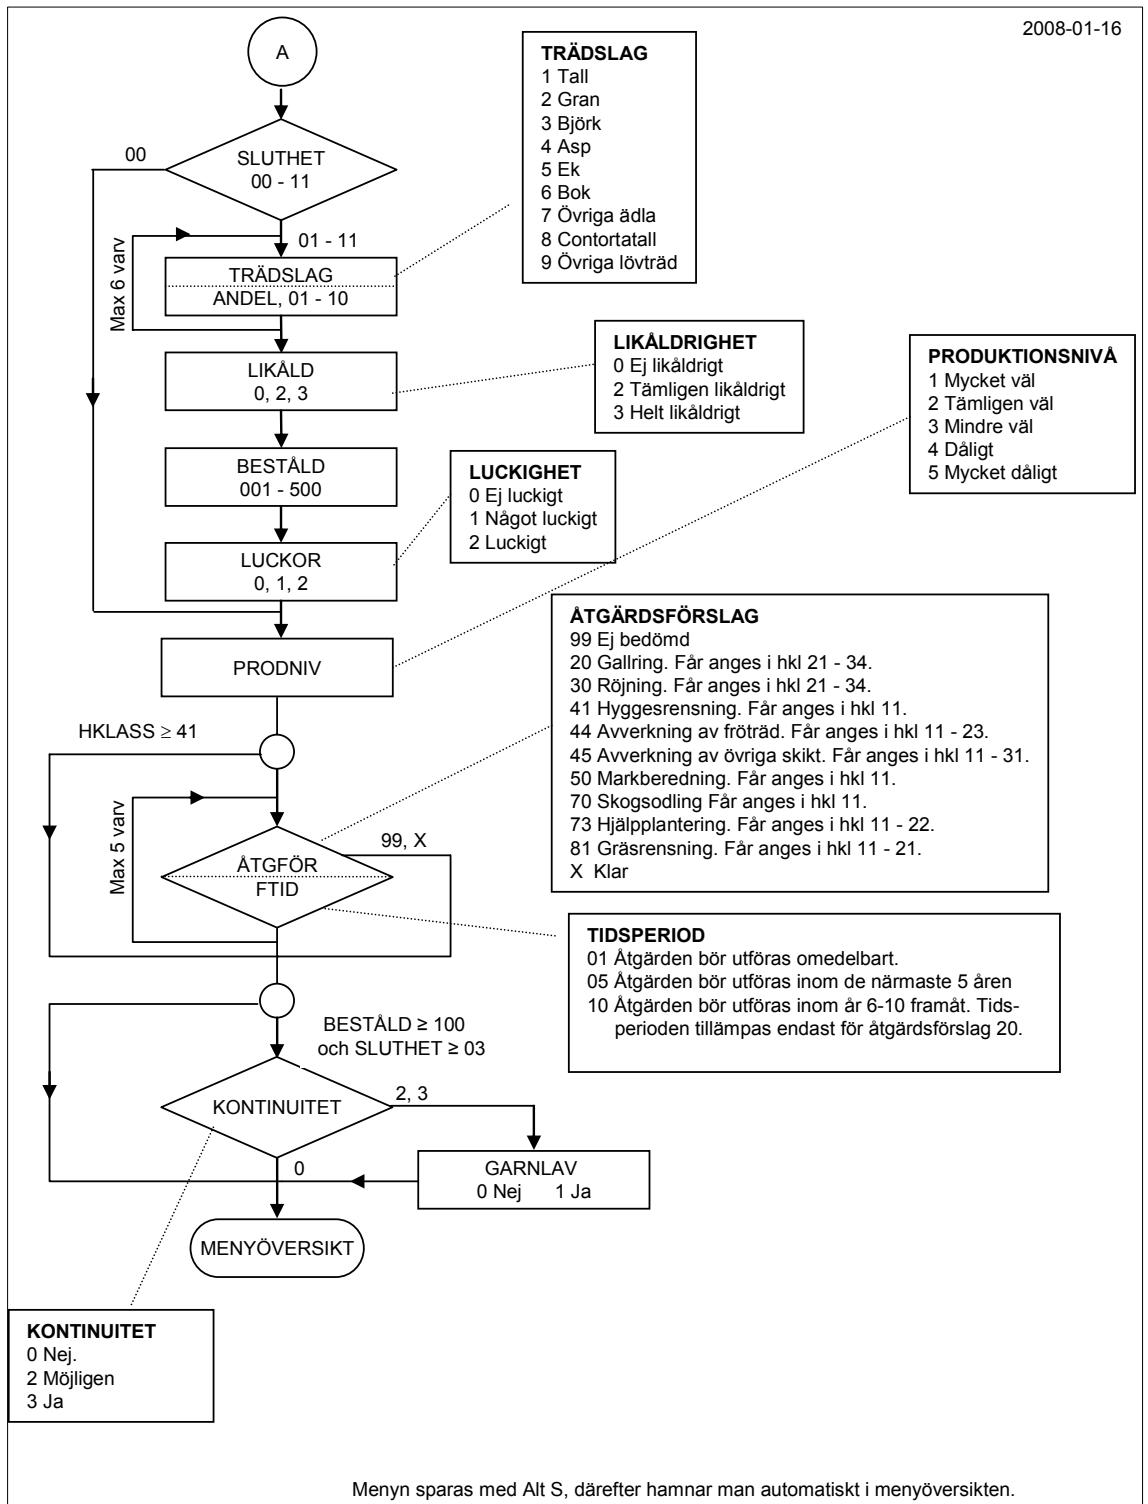 2008-01-16
A
TRÄDSLAG
1 Tall
2 Gran
3 Björk
4 Asp
5 Ek
6 Bok
7 Övriga ädla
8 Contortatall
9 Övriga lövträd
00
SLUTHET
00 - 11
01 - 11
Max 6 varv
TRÄDSLAG
ANDEL, 01 - 10
LIKÅLDRIGHET
0 Ej likåldrigt
2 Tämligen likåldrigt
3 Helt likåldrigt
PRODUKTIONSNIVÅ
1 Mycket väl
2 Tämligen väl
3 Mindre väl
4 Dåligt
5 Mycket dåligt
LIKÅLD
0, 2, 3
BESTÅLD
001 - 500
LUCKIGHET
0 Ej luckigt
1 Något luckigt
2 Luckigt
LUCKOR
0, 1, 2
PRODNIV
ÅTGÄRDSFÖRSLAG
99 Ej bedömd
20 Gallring. Får anges i hkl 21 - 34.
30 Röjning. Får anges i hkl 21 - 34.
41 Hyggesrensning. Får anges i hkl 11.
44 Avverkning av fröträd. Får anges i hkl 11 - 23.
45 Avverkning av övriga skikt. Får anges i hkl 11 - 31.
50 Markberedning. Får anges i hkl 11.
70 Skogsodling Får anges i hkl 11.
73 Hjälpplantering. Får anges i hkl 11 - 22.
81 Gräsrensning. Får anges i hkl 11 - 21.
X Klar
HKLASS ≥ 41
Max 5 varv
99, X
ÅTGFÖR
FTID
TIDSPERIOD
01 Åtgärden bör utföras omedelbart.
05 Åtgärden bör utföras inom de närmaste 5 åren
10 Åtgärden bör utföras inom år 6-10 framåt. Tids-
perioden tillämpas endast för åtgärdsförslag 20.
BESTÅLD ≥ 100
och SLUTHET ≥ 03
KONTINUITET
2, 3
0
GARNLAV
0 Nej 1 Ja
MENYÖVERSIKT
KONTINUITET
0 Nej.
2 Möjligen
3 Ja
Menyn sparas med Alt S, därefter hamnar man automatiskt i menyöversikten.